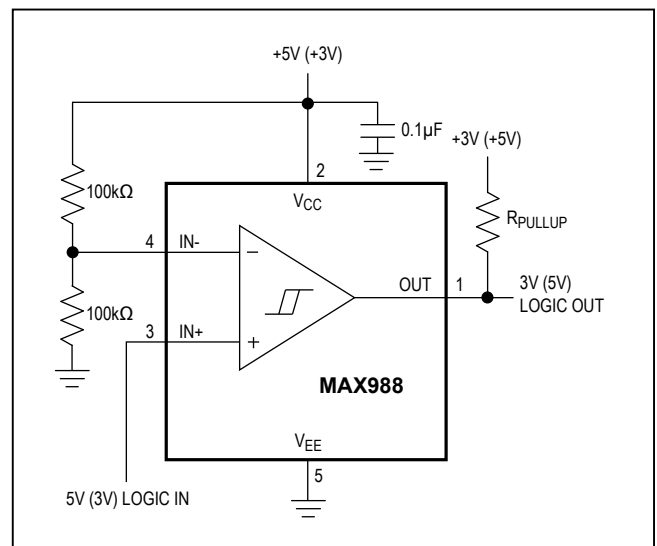 +5V (+3V)
0.1µF
+3V (+5V)
2
100kΩ
VCC
RPULLUP
4 IN-
−
OUT 1
3V (5V)
LOGIC OUT
100kΩ
3 IN+
+
MAX988
VEE
5
5V (3V) LOGIC IN